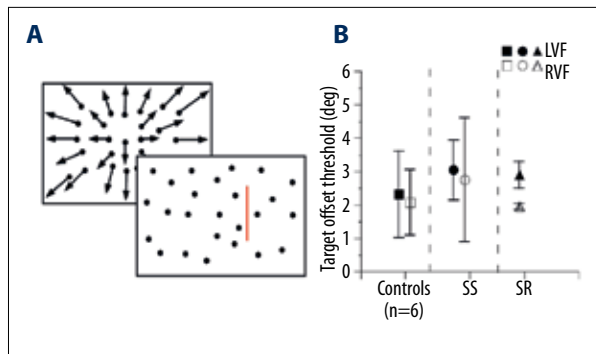 A
B
LVF
RVF
Target offset threshold (deg)
6
5
4
3
2
1
0
Controls
(n=6)
SS
SR